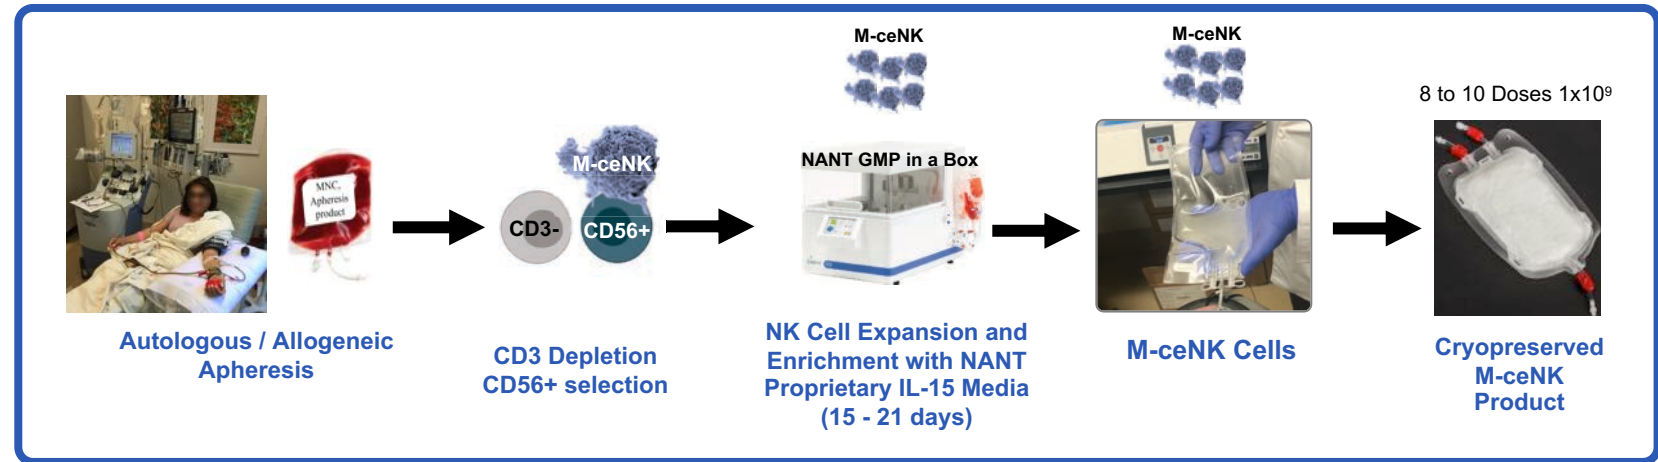 M-ceNK
M-ceNK
8 to 10 Doses 1x10⁹
MNC,
Apheresis
product
M-ceNK
CD3-
CD56+
NANT GMP in a Box
Autologous / Allogeneic
Apheresis
CD3 Depletion
CD56+ selection
NK Cell Expansion and
Enrichment with NANT
Proprietary IL-15 Media
(15 - 21 days)
M-ceNK Cells
Cryopreserved
M-ceNK
Product